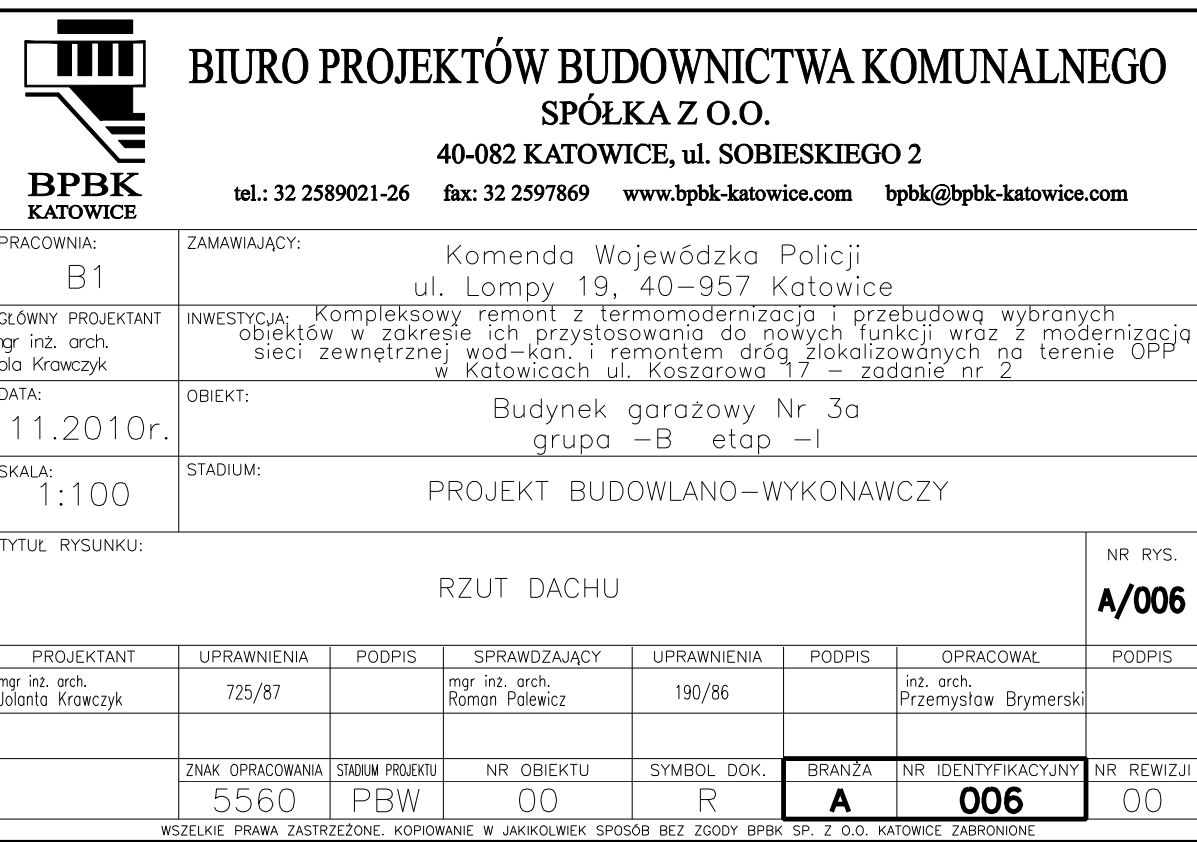 BIURO PROJEKTÓW BUDOWNICTWA KOMUNALNEGO
SPÓŁKA Z O.O.
40-082 KATOWICE, ul. SOBIESKIEGO 2
BPBK
KATOWICE
tel.: 32 2589021-26 fax: 32 2597869 www.bpbk-katowice.com bpbk@bpbk-katowice.com
PRACOWNIA:
B1
ZAMAWIAJĄCY:
Komenda Wojewódzka Policji
ul. Lompy 19, 40-957 Katowice
GŁÓWNY PROJEKTANT
mgr inż. arch.
Jola Krawczyk
INWESTYCJA: Kompleksowy remont z termomodernizacją i przebudową wybranych
obiektów w zakresie ich przystosowania do nowych funkcji wraz z modernizacją
sieci zewnętrznej wod-kan. i remontem dróg zlokalizowanych na terenie OPP
w Katowicach ul. Koszarowa 17 - zadanie nr 2
DATA:
11.2010r.
OBIEKT:
Budynek garażowy Nr 3a
grupa -B etap -I
SKALA:
1:100
STADIUM:
PROJEKT BUDOWLANO-WYKONAWCZY
TYTUŁ RYSUNKU:
RZUT DACHU
NR RYS.
A/006
PROJEKTANT UPRAWNIENIA PODPIS SPRAWDZAJĄCY UPRAWNIENIA PODPIS OPRACOWAŁ PODPIS
mgr inż. arch.
Jolanta Krawczyk
725/87
mgr inż. arch.
Roman Palewicz
190/86
inż. arch.
Przemysław Brymerski
ZNAK OPRACOWANIA STADIUM PROJEKTU NR OBIEKTU SYMBOL DOK. BRANŻA NR IDENTYFIKACYJNY NR REWIZJI
5560 PBW 00 R A 006 00
WSZELKIE PRAWA ZASTRZEŻONE. KOPIOWANIE W JAKIKOLWIEK SPOSÓB BEZ ZGODY BPBK SP. Z O.O. KATOWICE ZABRONIONE